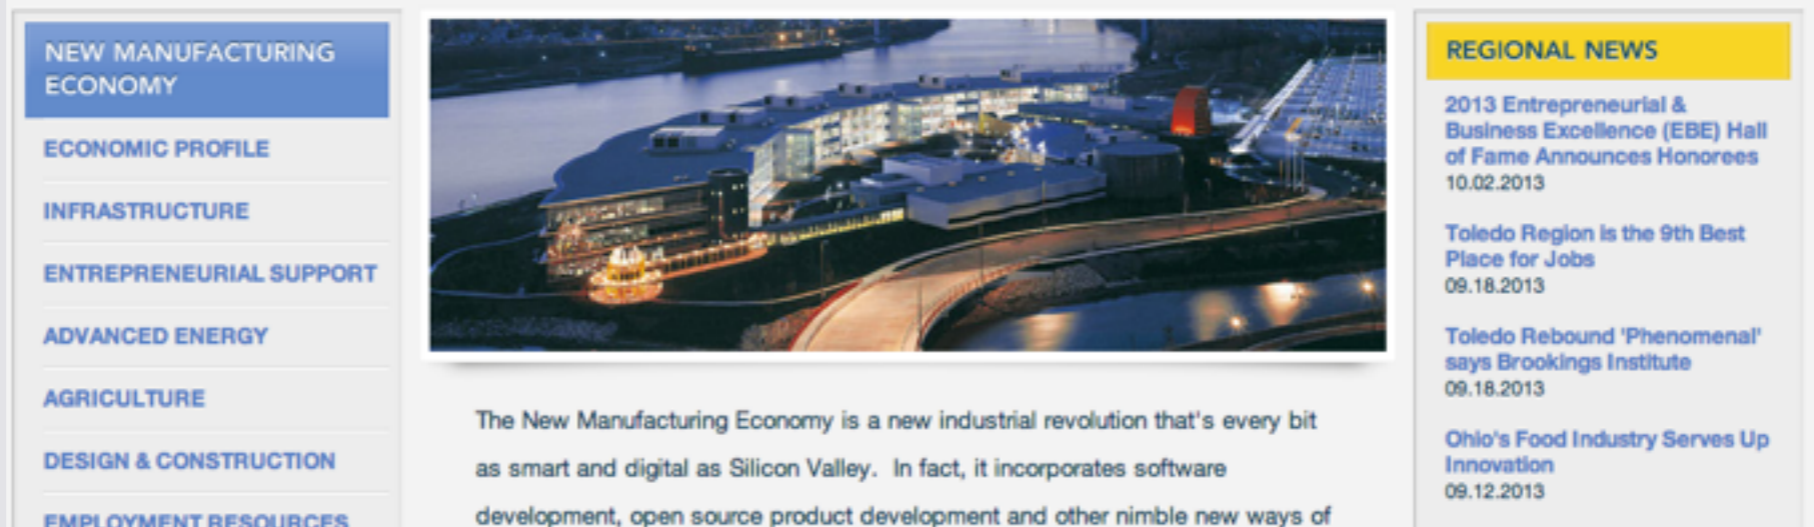 NEW MANUFACTURING
ECONOMY
ECONOMIC PROFILE
INFRASTRUCTURE
ENTREPRENEURIAL SUPPORT
ADVANCED ENERGY
AGRICULTURE
DESIGN & CONSTRUCTION
EMPLOYMENT RESOURCES
The New Manufacturing Economy is a new industrial revolution that's every bit
as smart and digital as Silicon Valley.  In fact, it incorporates software
development, open source product development and other nimble new ways of
REGIONAL NEWS
2013 Entrepreneurial &
Business Excellence (EBE) Hall
of Fame Announces Honorees
10.02.2013
Toledo Region is the 9th Best
Place for Jobs
09.18.2013
Toledo Rebound 'Phenomenal'
says Brookings Institute
09.18.2013
Ohio's Food Industry Serves Up
Innovation
09.12.2013